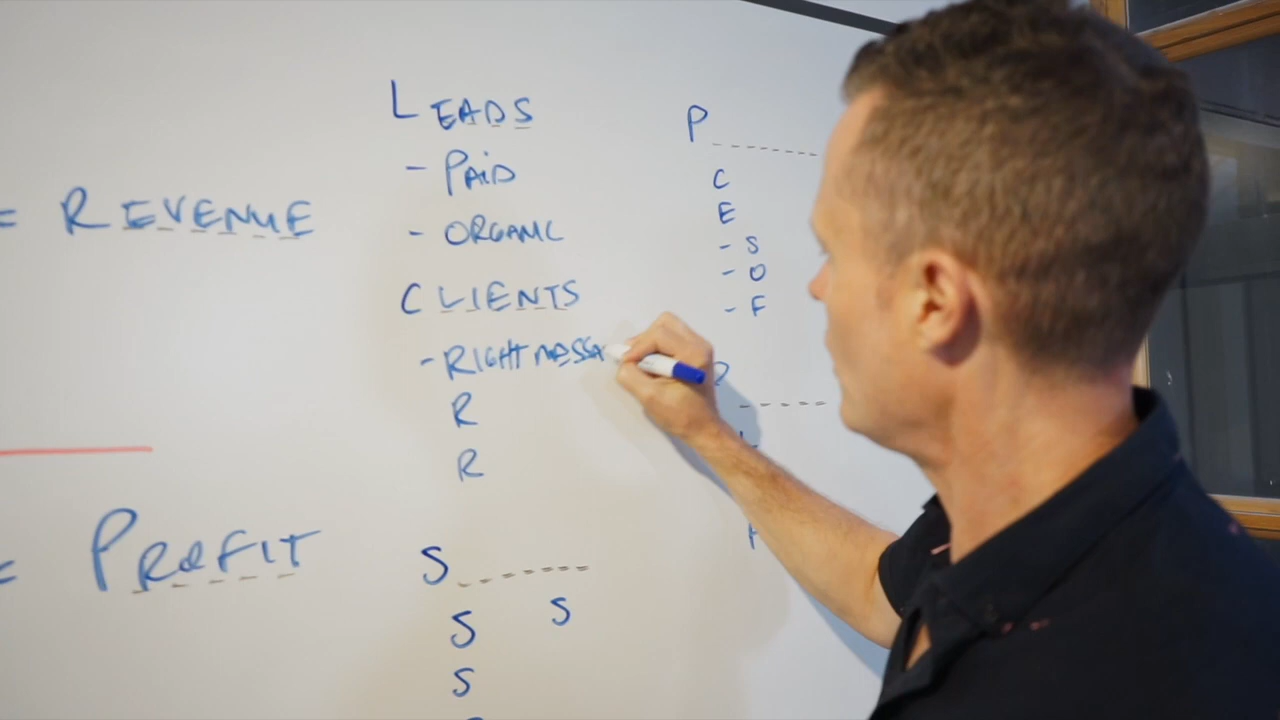 = REVENUE
= PROFIT
LEADS
- PAID
- ORGANIC
CLIENTS
- RIGHT MESSA
R
R
S
S S
S
P
C
E
- S
- O
- F